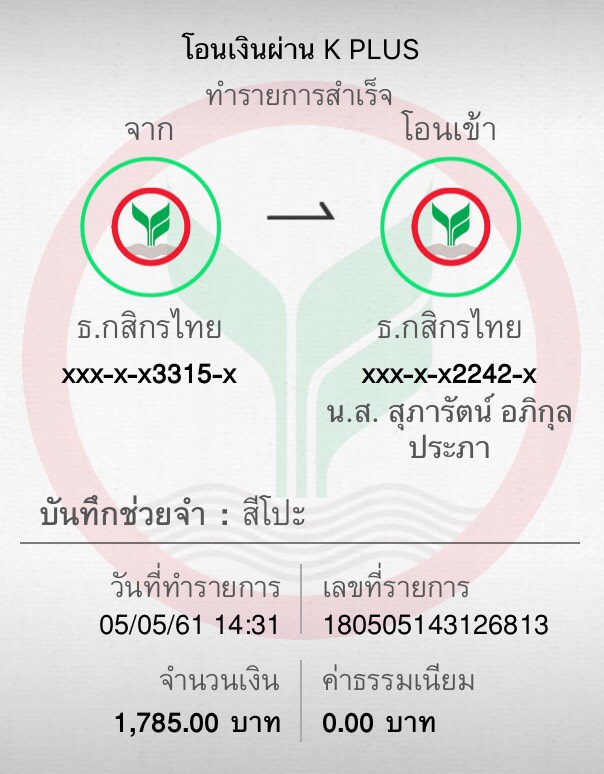 โอนเงินผ่าน K PLUS
ทำรายการสำเร็จ
จาก
โอนเข้า
ธ.กสิกรไทย
ธ.กสิกรไทย
xxx-x-x3315-x
xxx-x-x2242-x
น.ส. สุภารัตน์ อภิกุล
ประภา
บันทึกช่วยจำ : สีโป๊ะ
วันที่ทำรายการ
เลขที่รายการ
05/05/61 14:31
180505143126813
จำนวนเงิน
ค่าธรรมเนียม
1,785.00 บาท
0.00 บาท